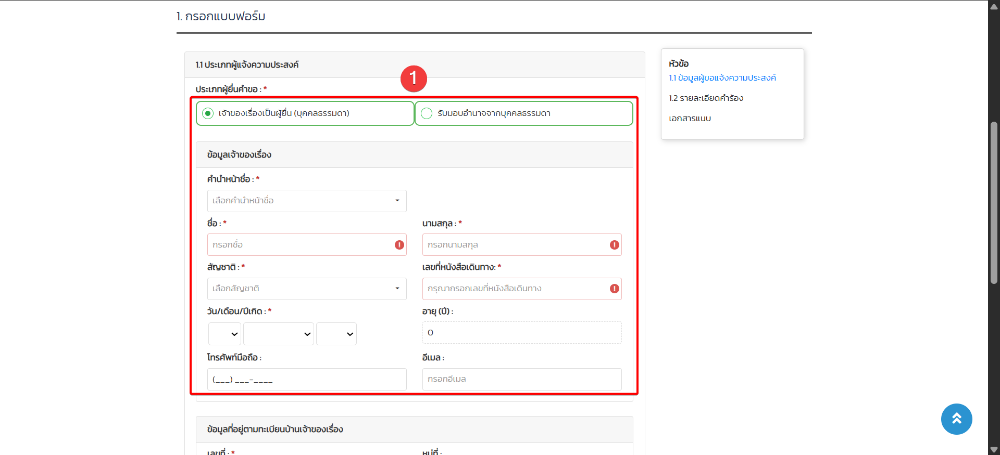 1. กรอกแบบฟอร์ม
1.1 ประเภทผู้แจ้งความประสงค์
1
ประเภทผู้ยื่นคำขอ : *
เจ้าของเรื่องเป็นผู้ยื่น (บุคคลธรรมดา)
รับมอบอำนาจจากบุคคลธรรมดา
ข้อมูลเจ้าของเรื่อง
คำนำหน้าชื่อ : *
เลือกคำนำหน้าชื่อ
ชื่อ : *
นามสกุล : *
กรอกชื่อ
กรอกนามสกุล
สัญชาติ : *
เลขที่หนังสือเดินทาง: *
เลือกสัญชาติ
กรุณากรอกเลขที่หนังสือเดินทาง
วัน/เดือน/ปีเกิด : *
อายุ (ปี) :
0
โทรศัพท์มือถือ :
อีเมล :
(___) ___-____
กรอกอีเมล
ข้อมูลที่อยู่ตามทะเบียนบ้านเจ้าของเรื่อง
เลขที่ : *
หมู่ที่ :
หัวข้อ
1.1 ข้อมูลผู้ขอแจ้งความประสงค์
1.2 รายละเอียดคำร้อง
เอกสารแนบ